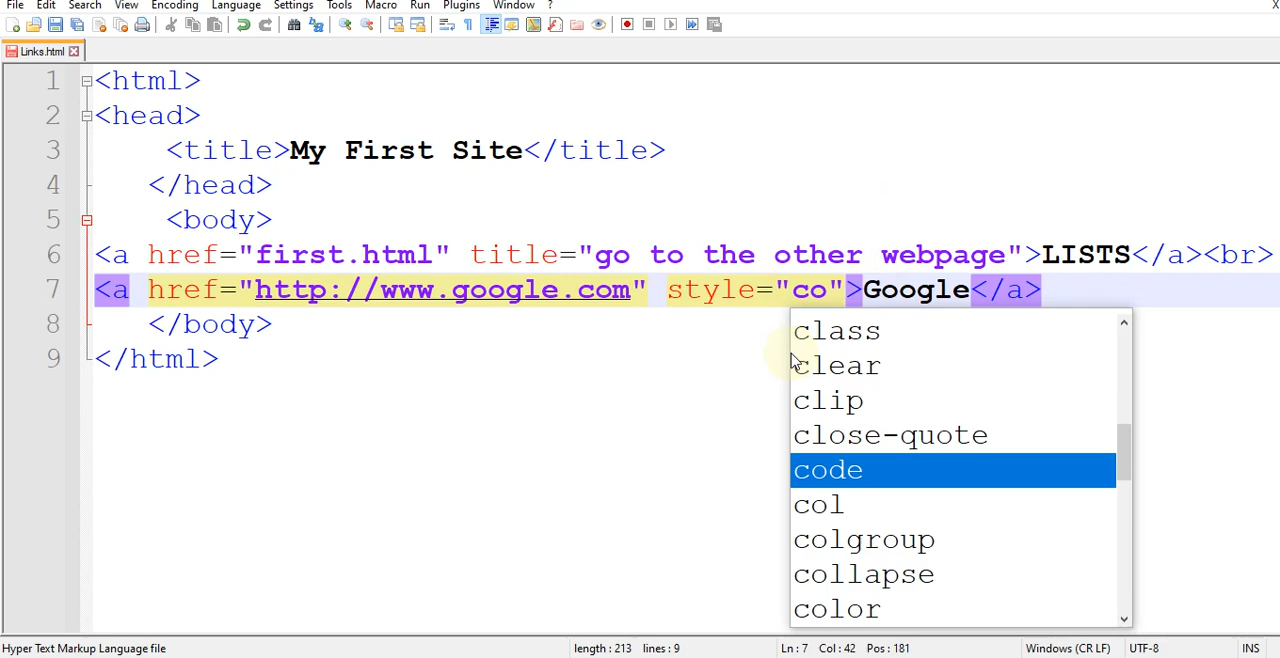 File Edit Search View Encoding Language Settings Tools Macro Run Plugins Window ? X
Links.html
1 <html>
2 <head>
3 <title>My First Site</title>
4 </head>
5 <body>
6 <a href="first.html" title="go to the other webpage">LISTS</a><br>
7 <a href="http://www.google.com" style="co">Google</a>
8 </body>
9 </html>
class
clear
clip
close-quote
code
col
colgroup
collapse
color
Hyper Text Markup Language file length : 213 lines : 9 Ln : 7 Col : 42 Pos : 181 Windows (CR LF) UTF-8 INS